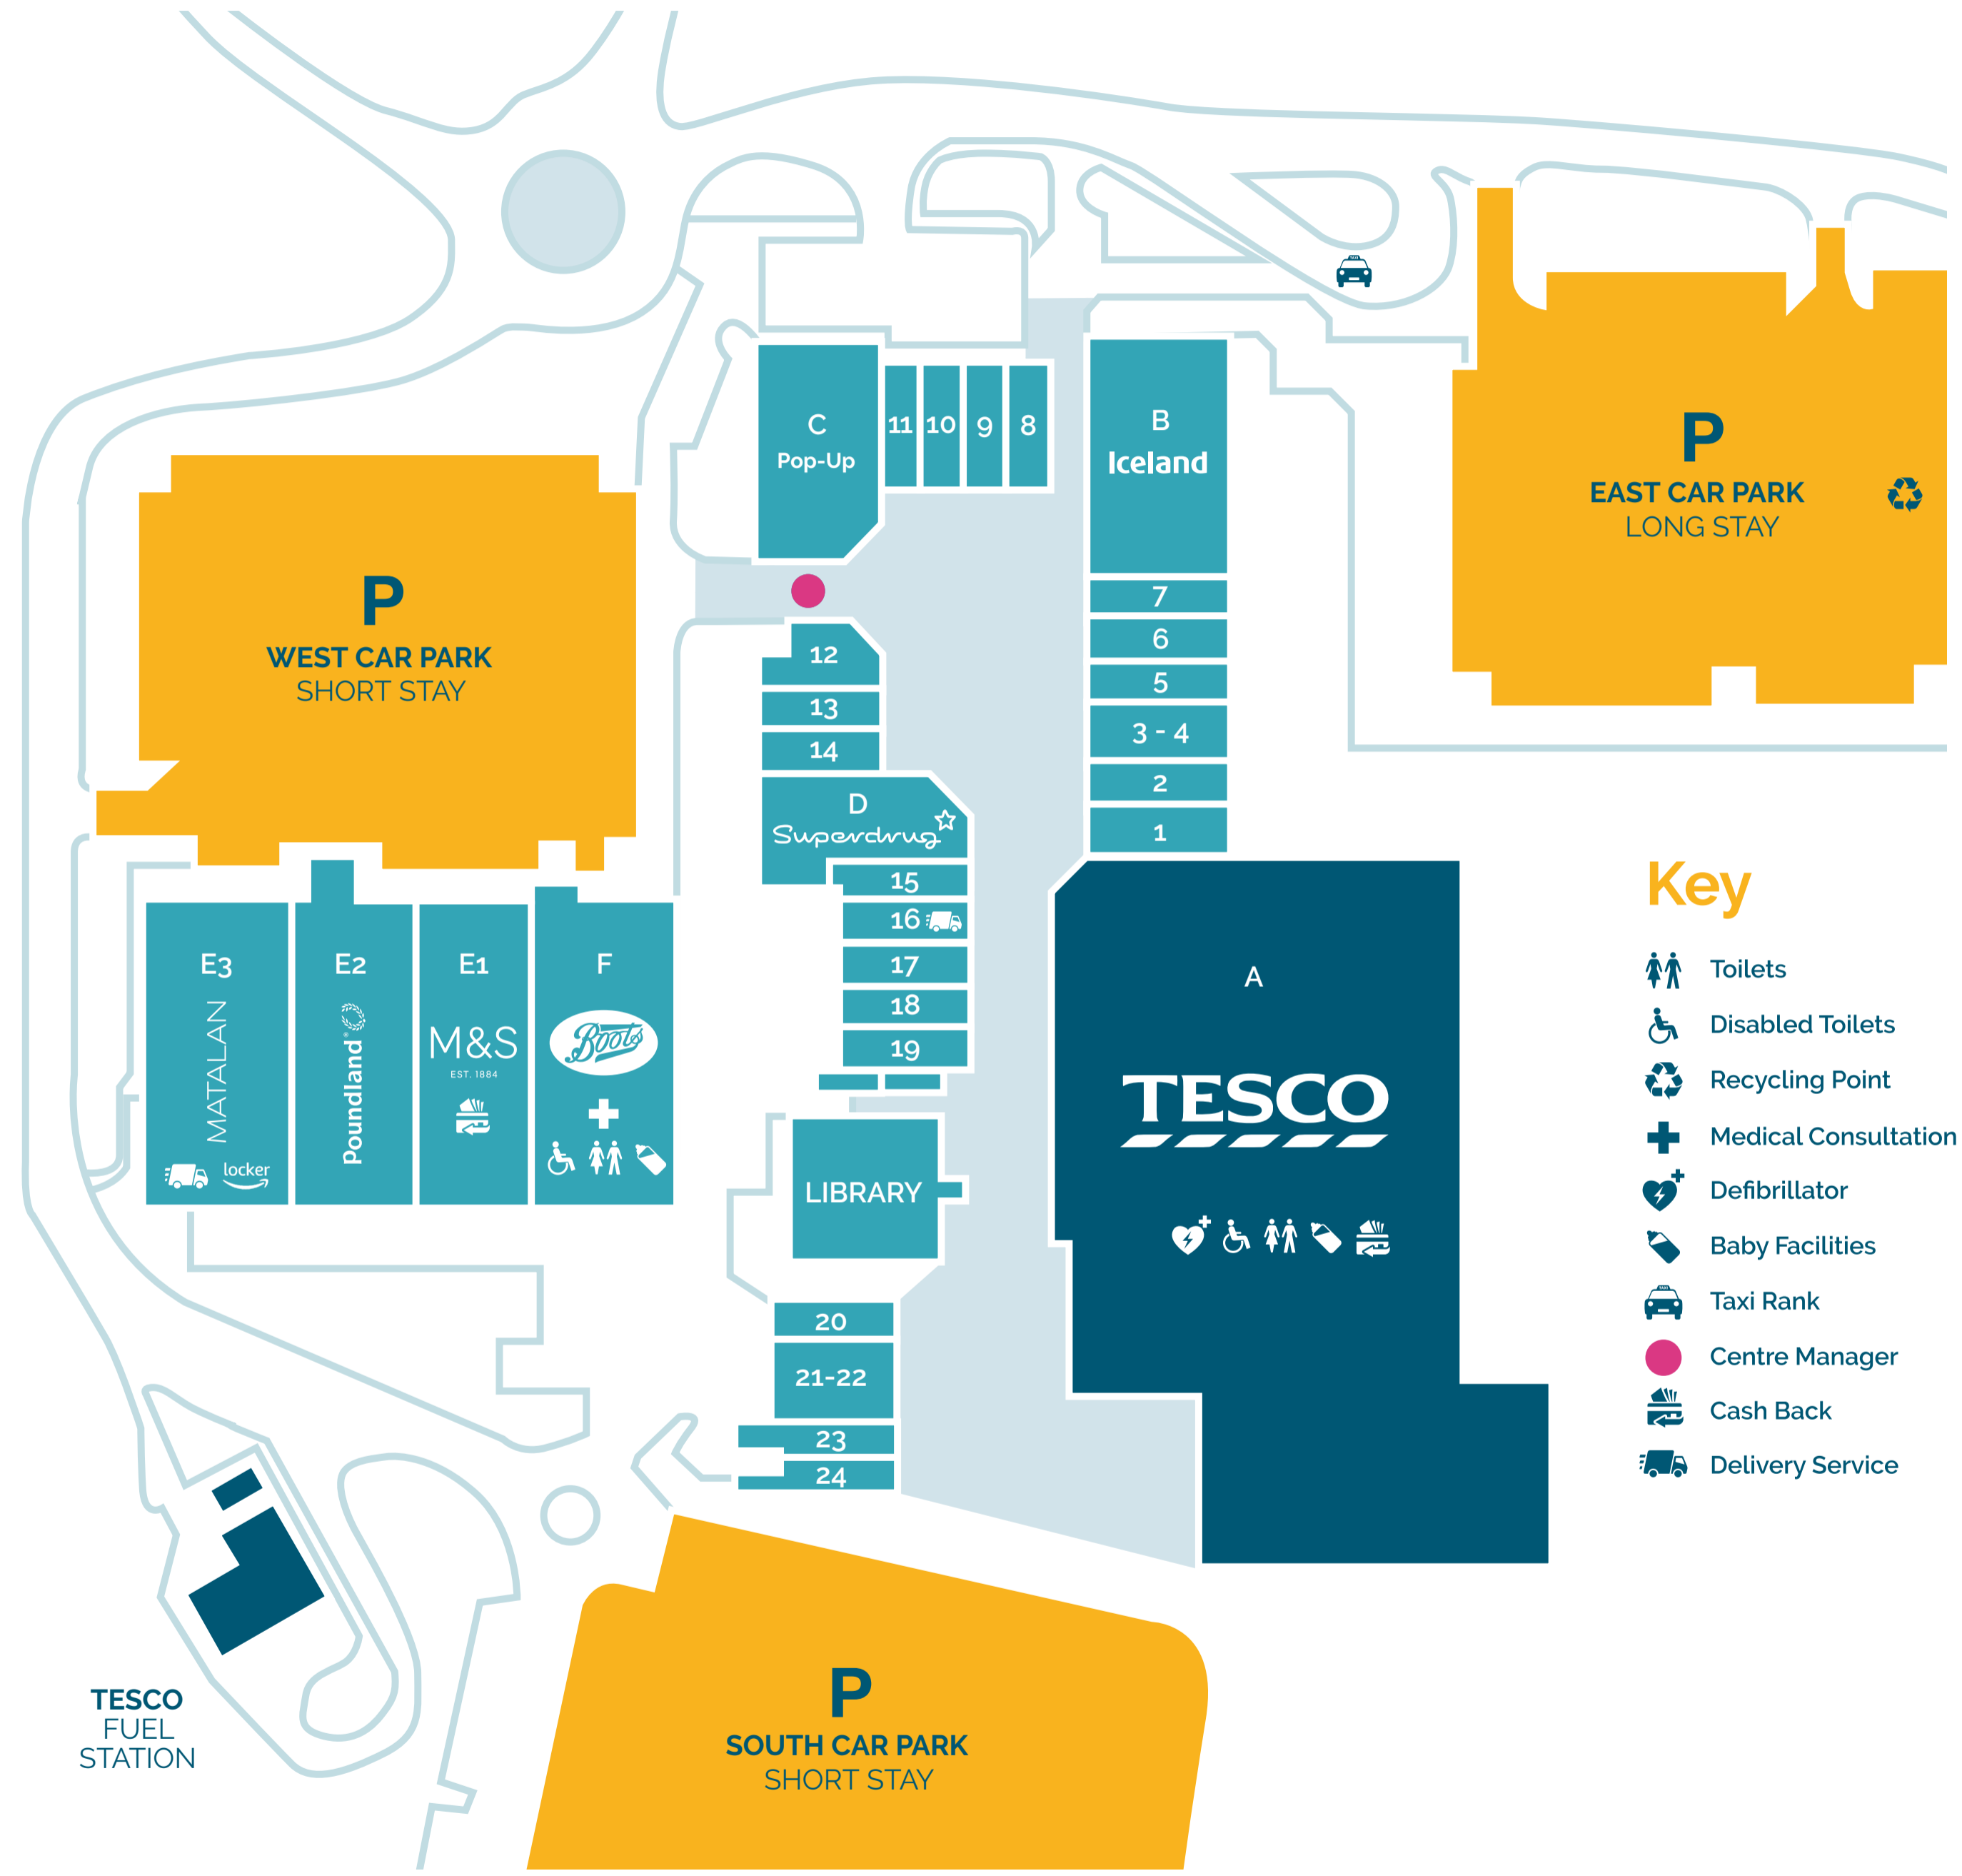 TAXI
C
Pop-Up
11
10
9
8
B
Iceland
P
EAST CAR PARK
LONG STAY
P
WEST CAR PARK
SHORT STAY
7
6
5
3 - 4
2
1
12
13
14
D
Superdrug
15
16
17
18
19
E3
MATALAN
locker
E2
Poundland®
E1
M&S
EST. 1884
F
Boots
A
TESCO
LIBRARY
20
21-22
23
24
TESCO
FUEL
STATION
P
SOUTH CAR PARK
SHORT STAY
Key
Toilets
Disabled Toilets
Recycling Point
Medical Consultation
Defibrillator
Baby Facilities
TAXI
Taxi Rank
Centre Manager
Cash Back
Delivery Service